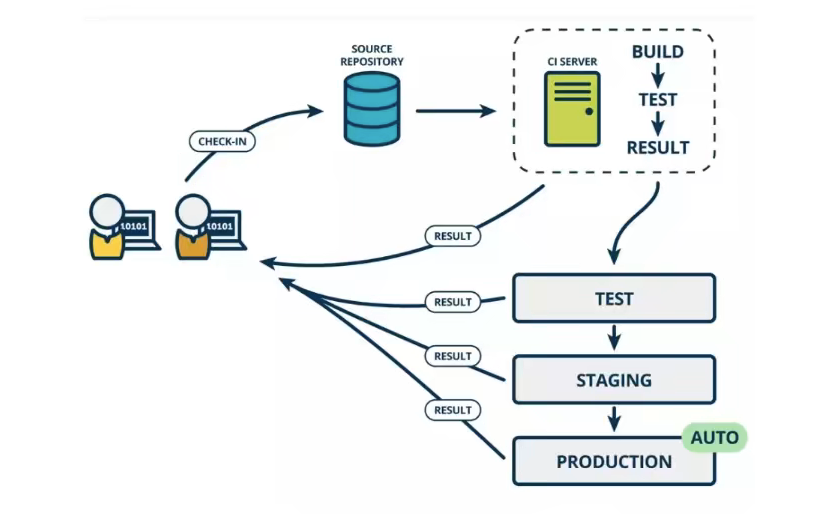 SOURCE
REPOSITORY
CI SERVER
BUILD
TEST
RESULT
CHECK-IN
10101
10101
RESULT
RESULT
TEST
RESULT
STAGING
RESULT
AUTO
PRODUCTION